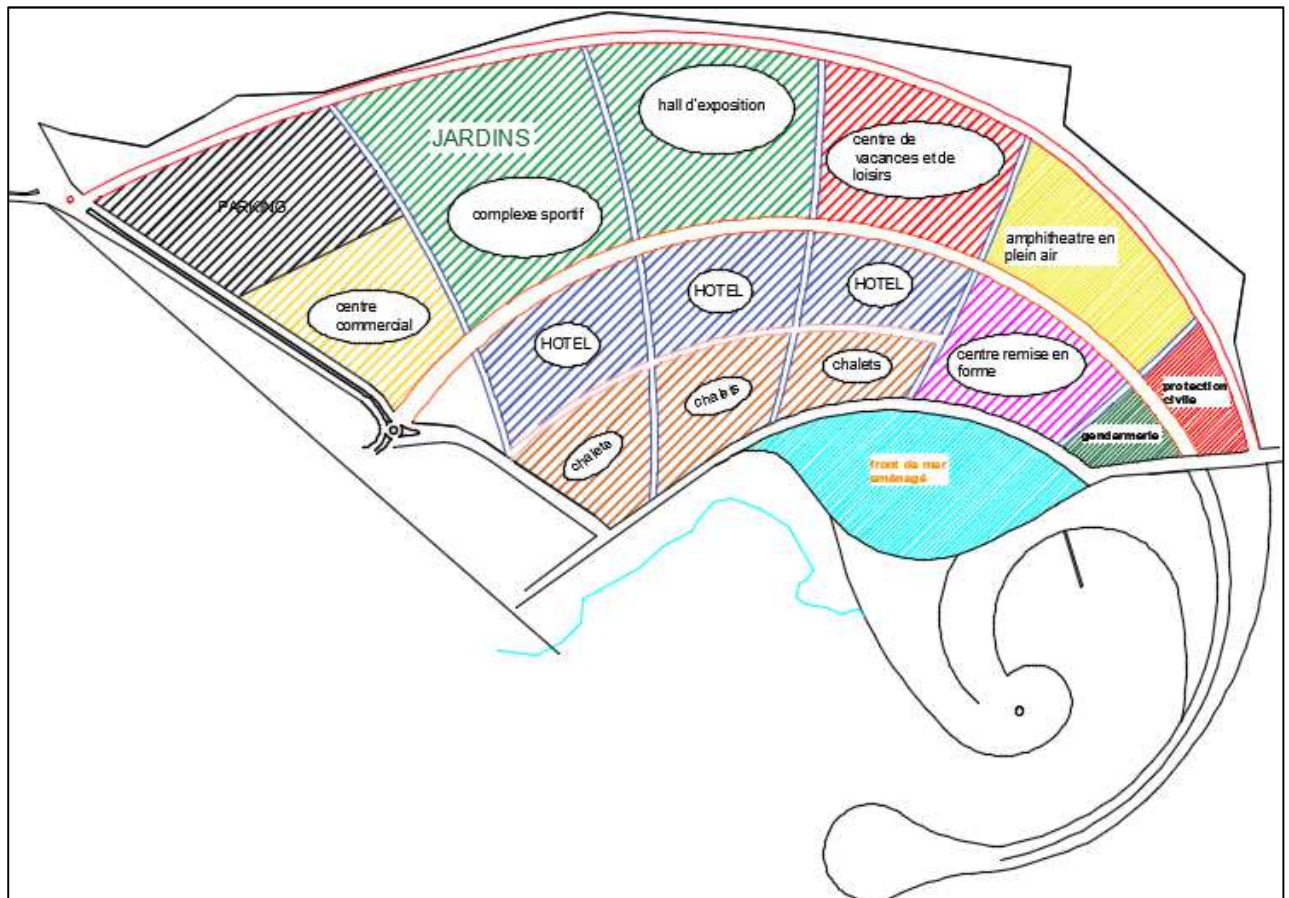 hall d'exposition
JARDINS
centre de
vacances et de
loisirs
PARKING
complexe sportif
amphitheatre en
plein air
centre
commercial
HOTEL
HOTEL
HOTEL
centre remise en
forme
chalets
chalets
chalets
protection
civile
gendarmerie
front de mer
aménagé